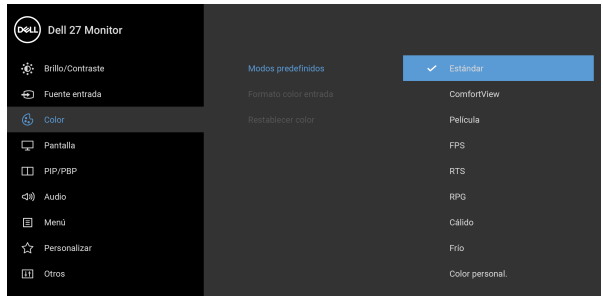 DELL
Dell 27 Monitor
Brillo/Contraste
Fuente entrada
Color
Pantalla
PIP/PBP
Audio
Menú
Personalizar
Otros
Modos predefinidos
Formato color entrada
Restablecer color
Estándar
ComfortView
Película
FPS
RTS
RPG
Cálido
Frío
Color personal.